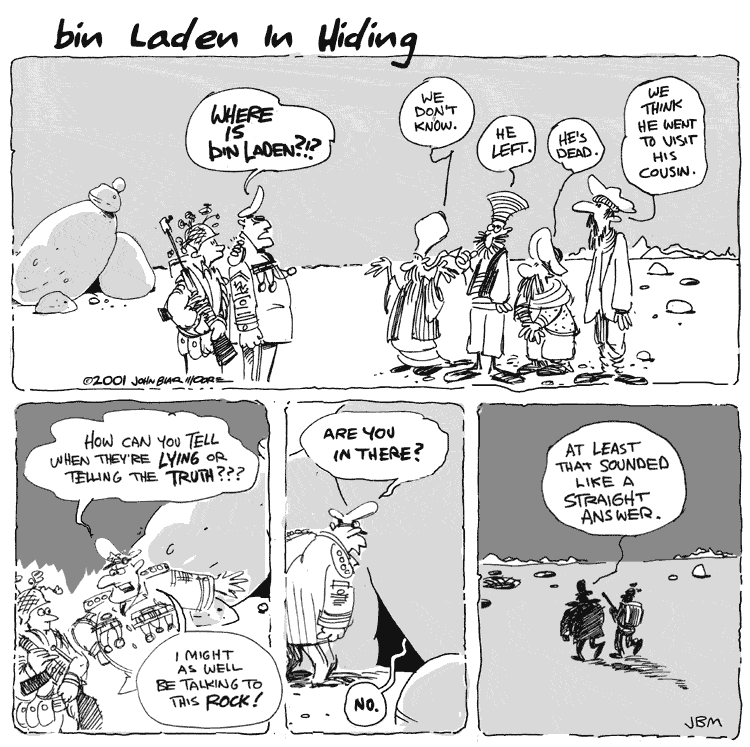 bin Laden In Hiding
WHERE
IS
bIN LADEN?!?
WE
DON'T
KNOW.
HE
LEFT.
HE'S
DEAD.
WE
THINK
HE WENT
TO VISIT
HIS
COUSIN.
©2001 JOHN BLAIR MOORE
HOW CAN YOU TELL
WHEN THEY'RE LYING OR
TELLING THE TRUTH???
I MIGHT
AS WELL
BE TALKING TO
THIS ROCK!
ARE YOU
IN THERE?
NO.
AT LEAST
THAT SOUNDED
LIKE A
STRAIGHT
ANSWER.
JBM